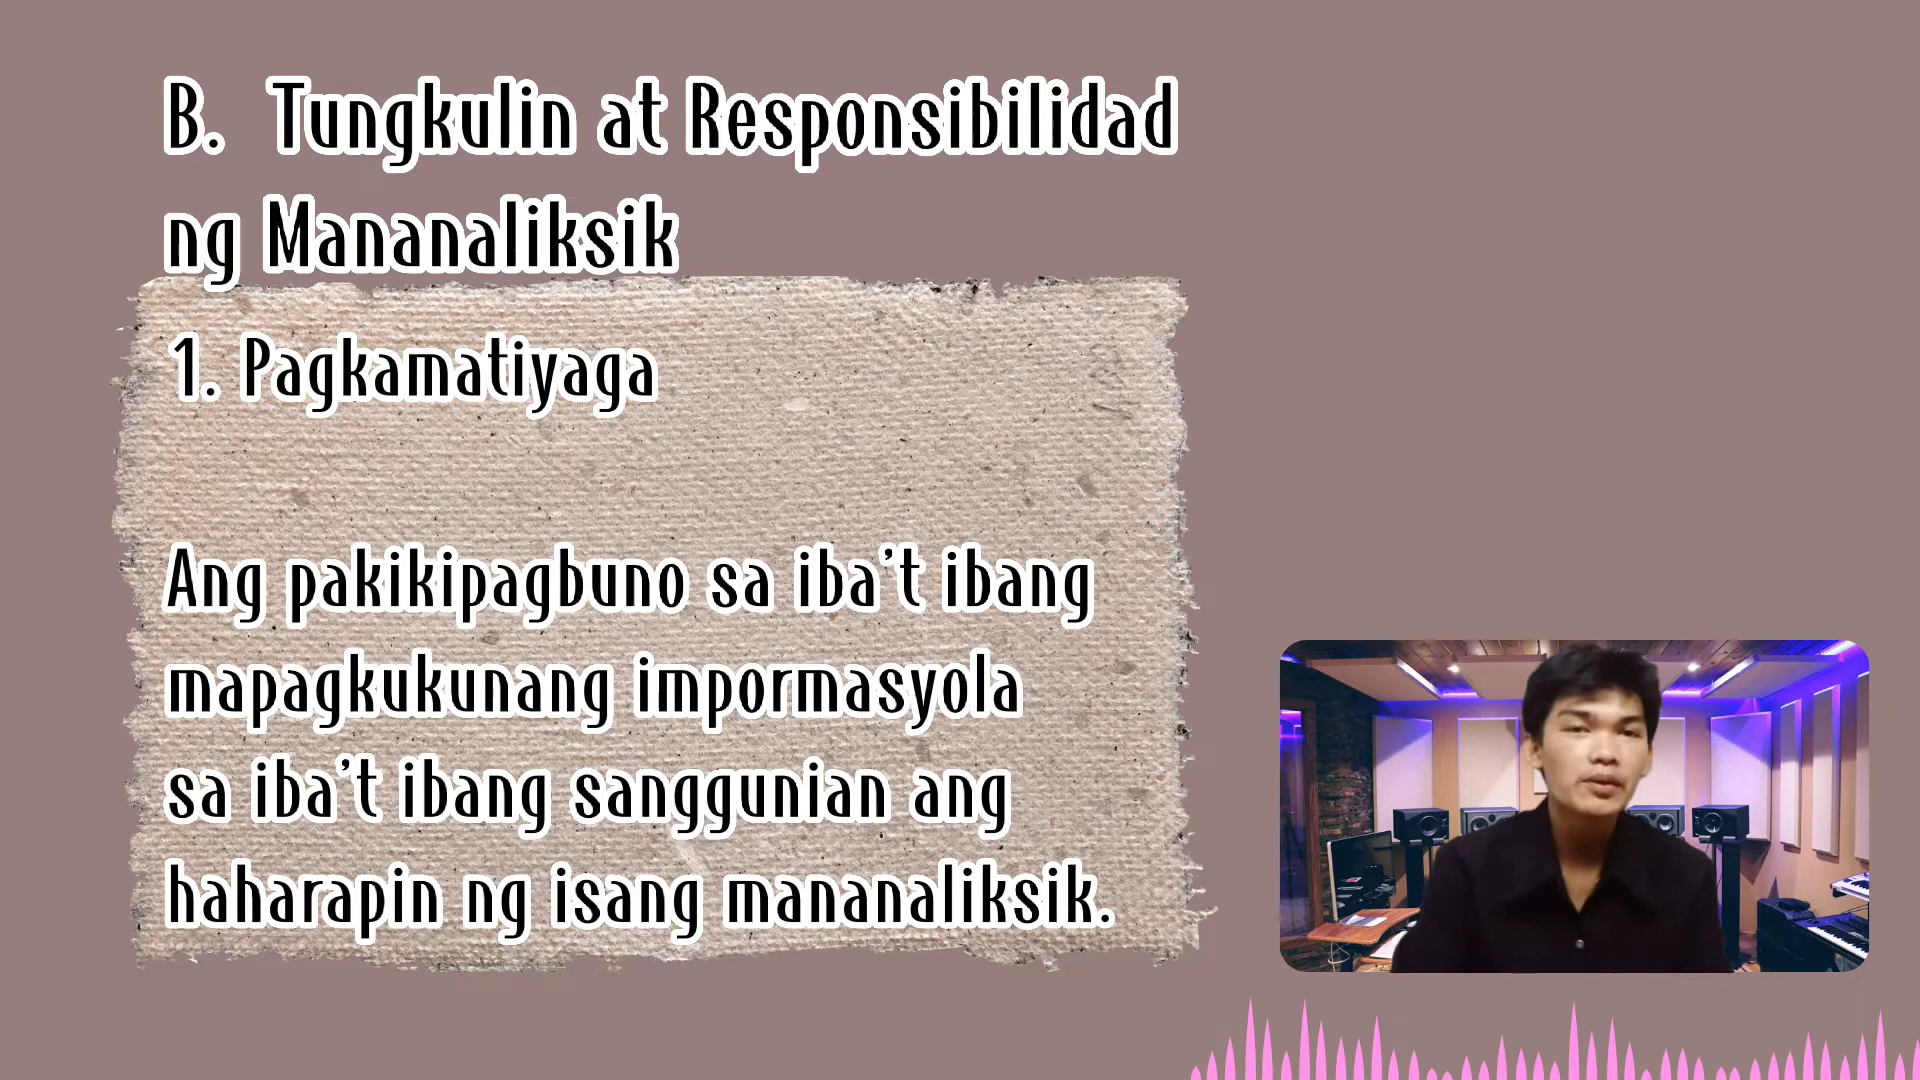 B. Tungkulin at Responsibilidad
ng Mananaliksik
1. Pagkamatiyaga
Ang pakikipagbuno sa iba't ibang
mapagkukunang impormasyola
sa iba't ibang sanggunian ang
haharapin ng isang mananaliksik.